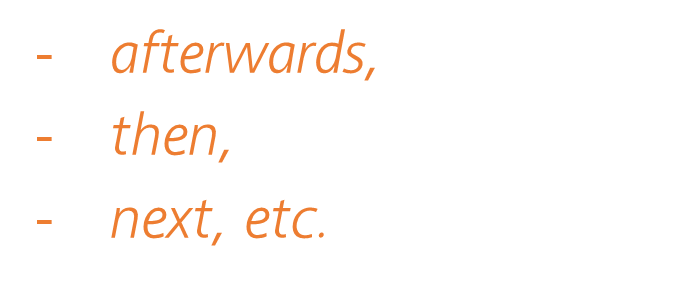 - afterwards,
- then,
- next, etc.